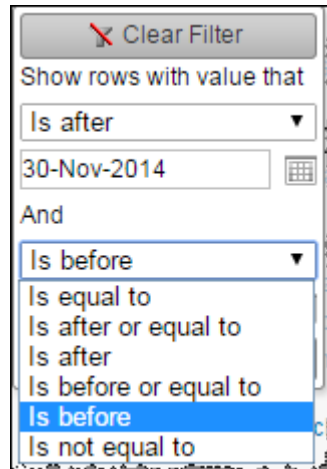 Clear Filter
Show rows with value that
Is after
30-Nov-2014
And
Is before
Is equal to
Is after or equal to
Is after
Is before or equal to
Is before
Is not equal to